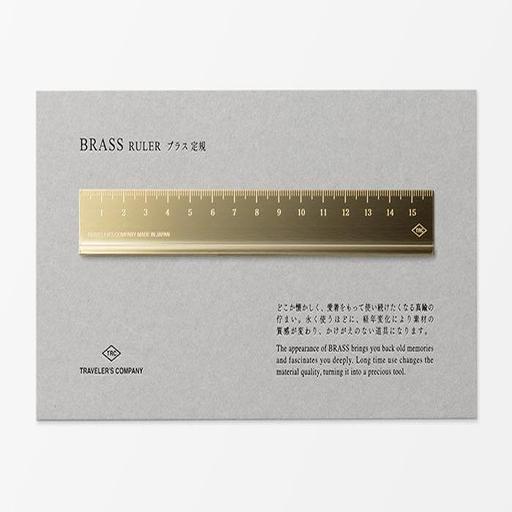 BRASS RULER ブラス 定規
1 2 3 4 5 6 7 8 9 10 11 12 13 14 15
TRC
TRAVELER'S COMPANY MADE IN JAPAN
どこか懐かしく、愛着をもって使い続けたくなる真鍮の
佇まい。永く使うほどに、経年変化により素材の
質感が変わり、かけがえのない道具になります。
The appearance of BRASS brings you back old memories
and fascinates you deeply. Long time use changes the
material quality, turning it into a precious tool.
TRC
TRAVELER'S COMPANY